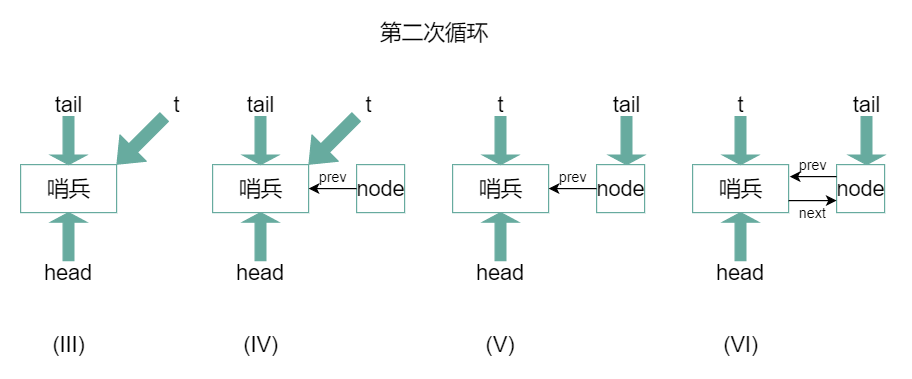 第二次循环
tail t tail t t tail t tail
哨兵 哨兵 prev node 哨兵 prev node 哨兵 prev next node
head head head head
(III) (IV) (V) (VI)